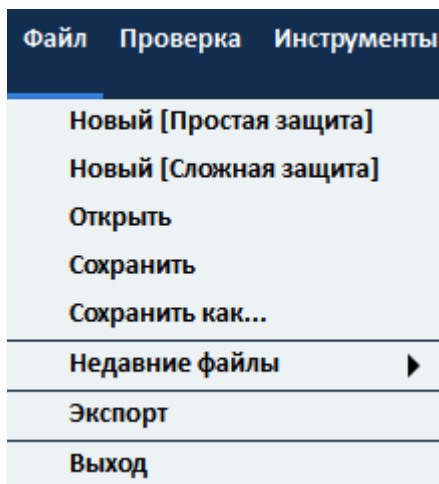 Файл Проверка Инструменты
Новый [Простая защита]
Новый [Сложная защита]
Открыть
Сохранить
Сохранить как...
Недавние файлы
Экспорт
Выход